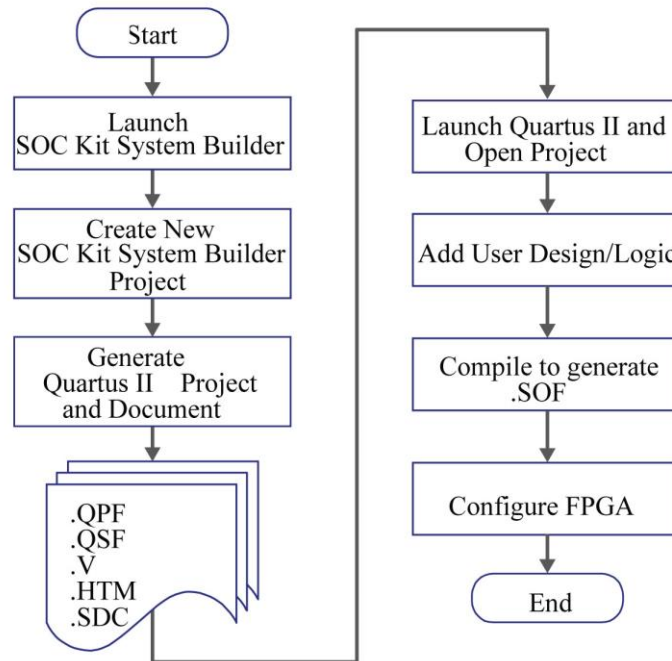 Start
Launch
SOC Kit System Builder
Create New
SOC Kit System Builder
Project
Generate
Quartus II Project
and Document
.QPF
.QSF
.V
.HTM
.SDC
Launch Quartus II and
Open Project
Add User Design/Logic
Compile to generate
.SOF
Configure FPGA
End